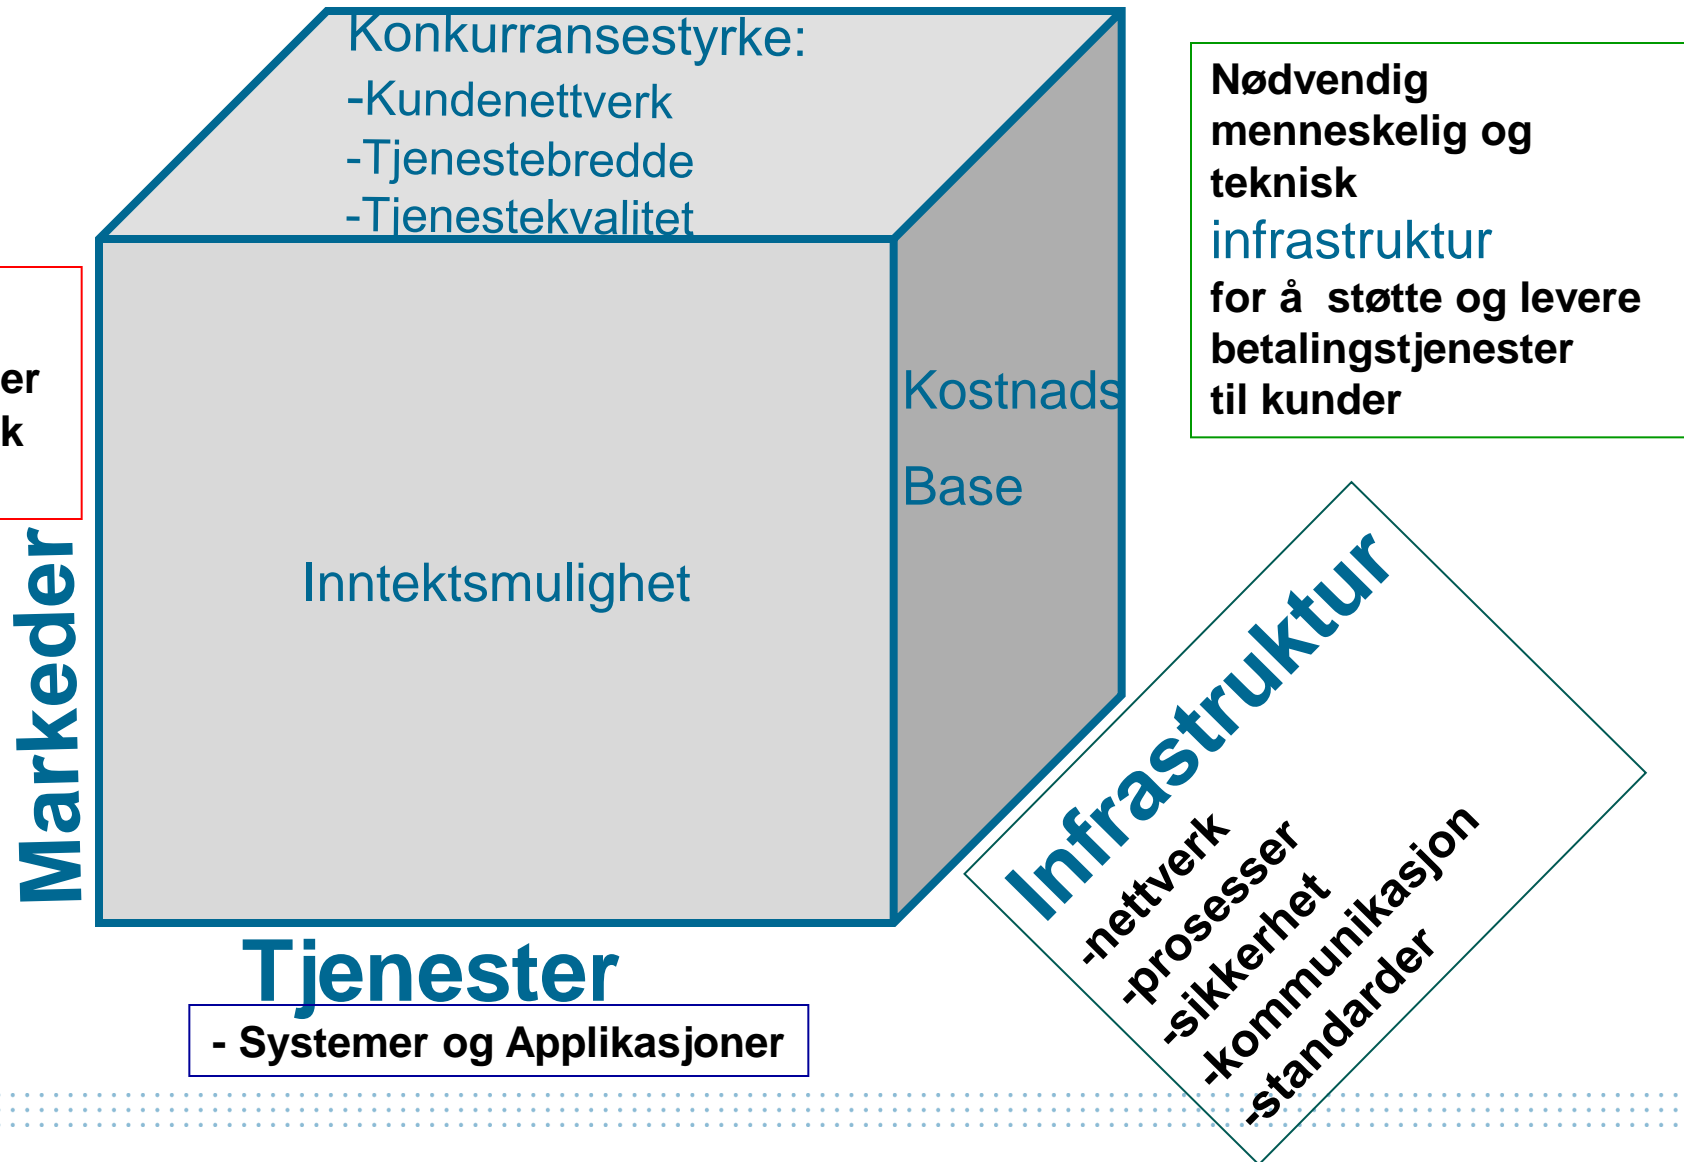 Konkurransestyrke:
-Kundenettverk
-Tjenestebredde
-Tjenestekvalitet
Nødvendig
menneskelig og
teknisk
infrastruktur
for å støtte og levere
betalingstjenester
til kunder
er
k
Kostnads
Base
Inntektsmulighet
Markeder
Infrastruktur
-nettverk
-prosesser
-sikkerhet
-kommunikasjon
-standarder
Tjenester
- Systemer og Applikasjoner